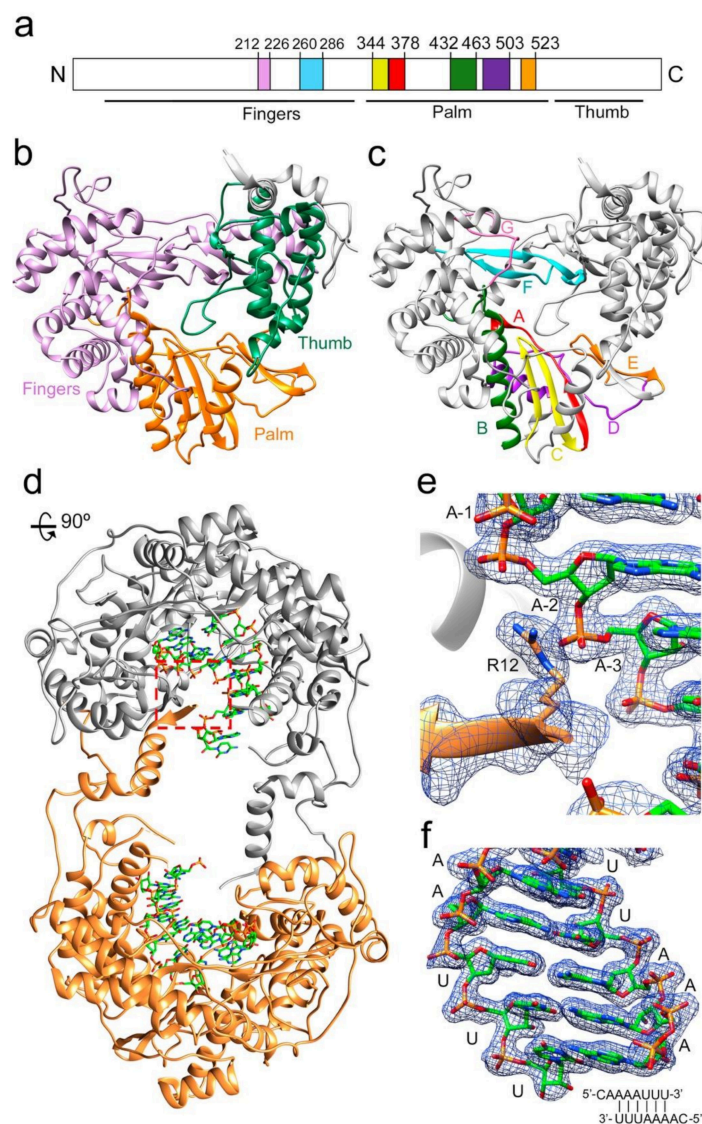 a
212 226 260 286 344 378 432 463 503 523
N C
Fingers Palm Thumb
b
Thumb
Fingers
Palm
c
G
F
A
E
B
D
C
d
90º
e
A-1
A-2
R12
A-3
f
A
U
A
U
U
A
A
U
A
U
5'-CAAAAUUU-3'
3'-UUUAAAAC-5'